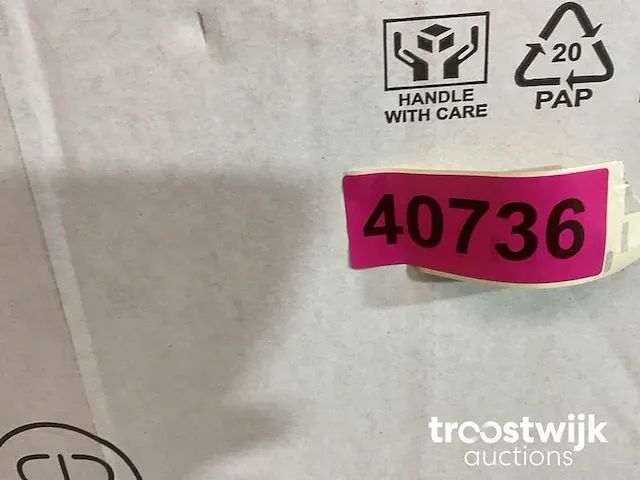 HANDLE
WITH CARE
20
PAP
40736
troostwijk
auctions